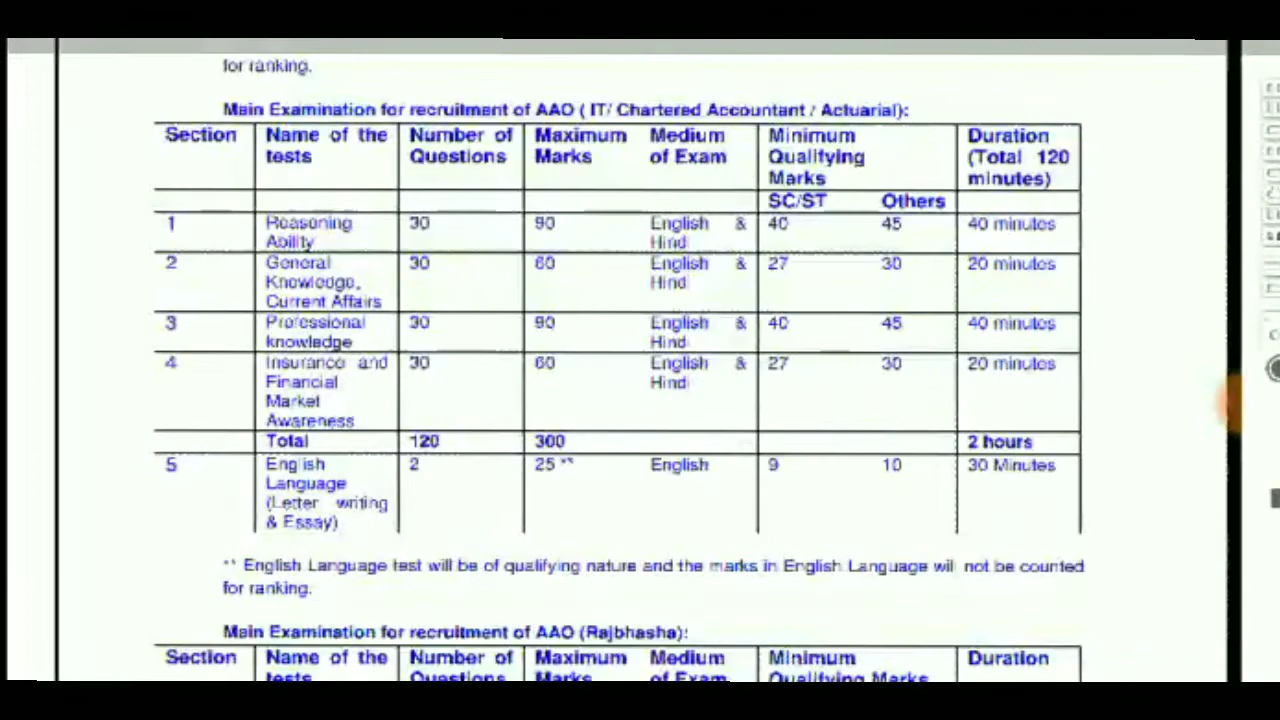 for ranking.
Main Examination for recruitment of AAO ( IT/ Chartered Accountant / Actuarial):
Section Name of the tests Number of Questions Maximum Marks Medium of Exam Minimum Qualifying Marks Duration (Total 120 minutes)
SC/ST Others
1 Reasoning Ability 30 90 English & Hindi 40 45 40 minutes
2 General Knowledge, Current Affairs 30 60 English & Hindi 27 30 20 minutes
3 Professional knowledge 30 90 English & Hindi 40 45 40 minutes
4 Insurance and Financial Market Awareness 30 60 English & Hindi 27 30 20 minutes
Total 120 300 2 hours
5 English Language (Letter writing & Essay) 2 25 ** English 9 10 30 Minutes
** English Language test will be of qualifying nature and the marks in English Language will not be counted
for ranking.
Main Examination for recruitment of AAO (Rajbhasha):
Section Name of the tests Number of Questions Maximum Marks Medium of Exam Minimum Qualifying Marks Duration